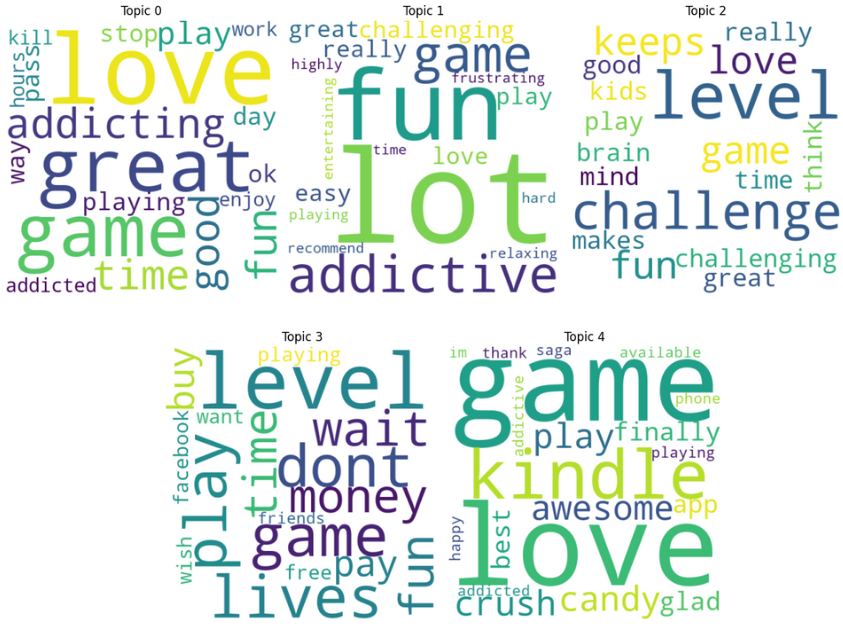 Topic 0
kill
love
stop
play
work
hours
pass
addicting
day
way
great
ok
playing
enjoy
game
good
fun
addicted
time
Topic 1
great
challenging
really
game
highly
frustrating
fun
play
entertaining
time
love
lot
easy
hard
playing
recommend
relaxing
addictive
Topic 2
keeps
really
good
love
kids
level
play
think
brain
game
mind
time
challenge
makes
fun
challenging
great
Topic 3
buy
level
playing
want
wait
facebook
time
dont
play
money
friends
game
wish
free
pay
fun
lives
Topic 4
im
thank
saga
available
game
addictive
phone
play
finally
playing
kindle
awesome
app
happy
best
love
addicted
crush
candy
glad